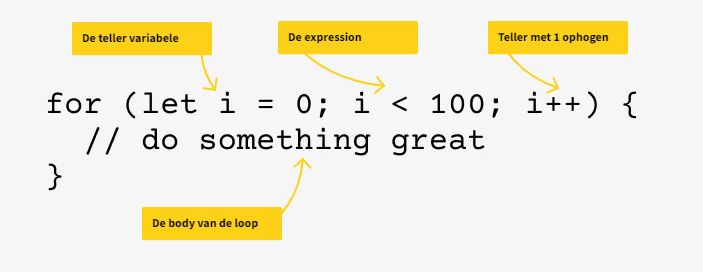 De teller variabele
De expression
Teller met 1 ophogen
for (let i = 0; i < 100; i++) {
// do something great
}
De body van de loop